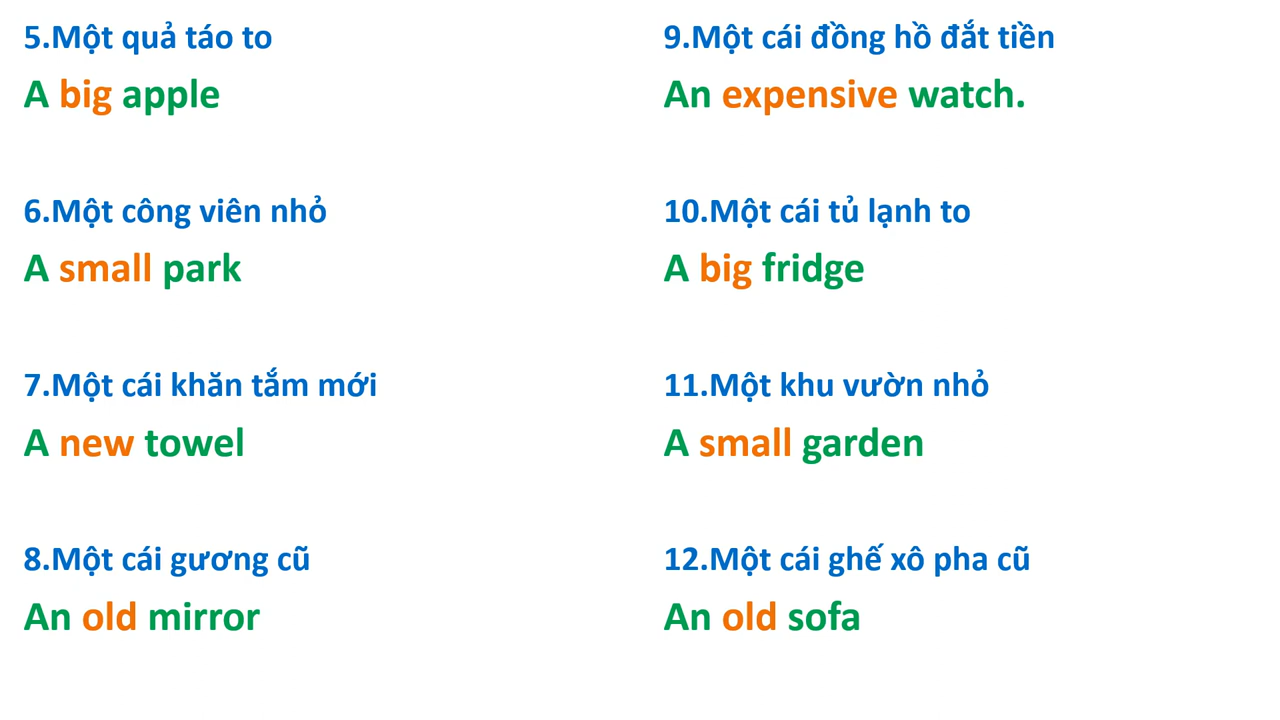 5.Một quả táo to
A big apple
6.Một công viên nhỏ
A small park
7.Một cái khăn tắm mới
A new towel
8.Một cái gương cũ
An old mirror
9.Một cái đồng hồ đắt tiền
An expensive watch.
10.Một cái tủ lạnh to
A big fridge
11.Một khu vườn nhỏ
A small garden
12.Một cái ghế xô pha cũ
An old sofa